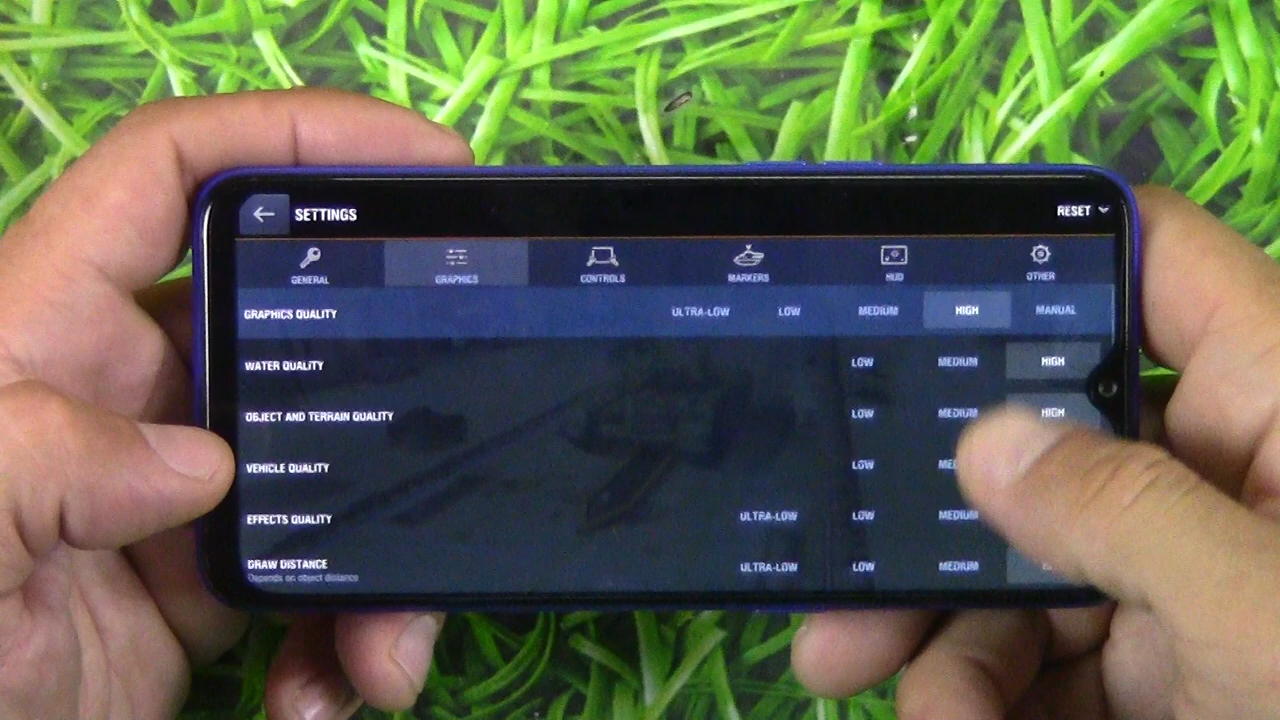 SETTINGS RESET
GENERAL GRAPHICS CONTROLS MARKERS HUD OTHER
GRAPHICS QUALITY ULTRA-LOW LOW MEDIUM HIGH MANUAL
WATER QUALITY LOW MEDIUM HIGH
OBJECT AND TERRAIN QUALITY LOW MEDIUM HIGH
VEHICLE QUALITY LOW
EFFECTS QUALITY ULTRA-LOW LOW MEDIUM
DRAW DISTANCE ULTRA-LOW LOW MEDIUM
Depends on object distance